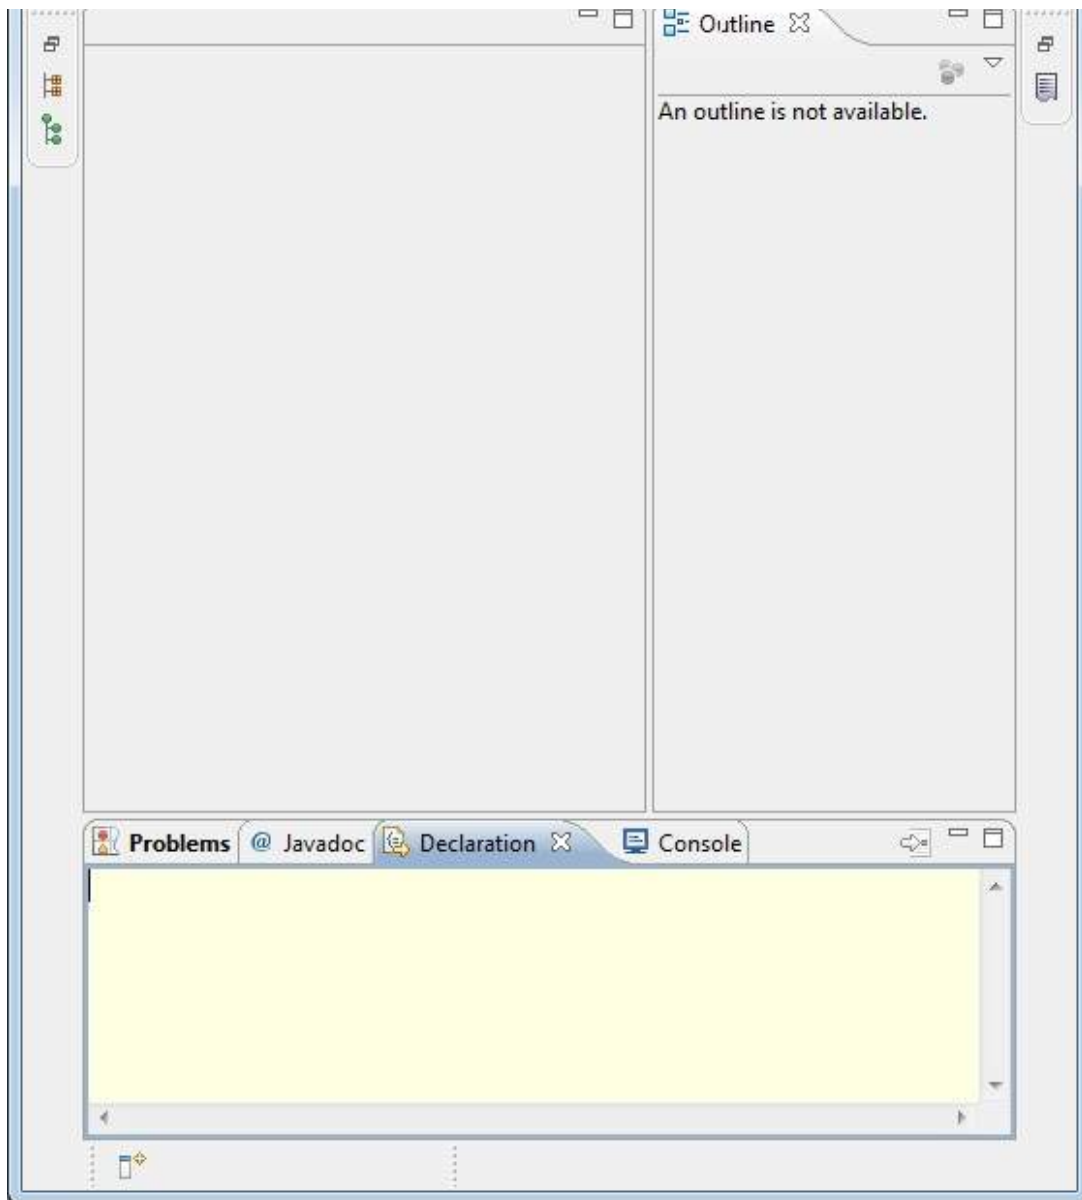 Outline
An outline is not available.
Problems @ Javadoc Declaration Console